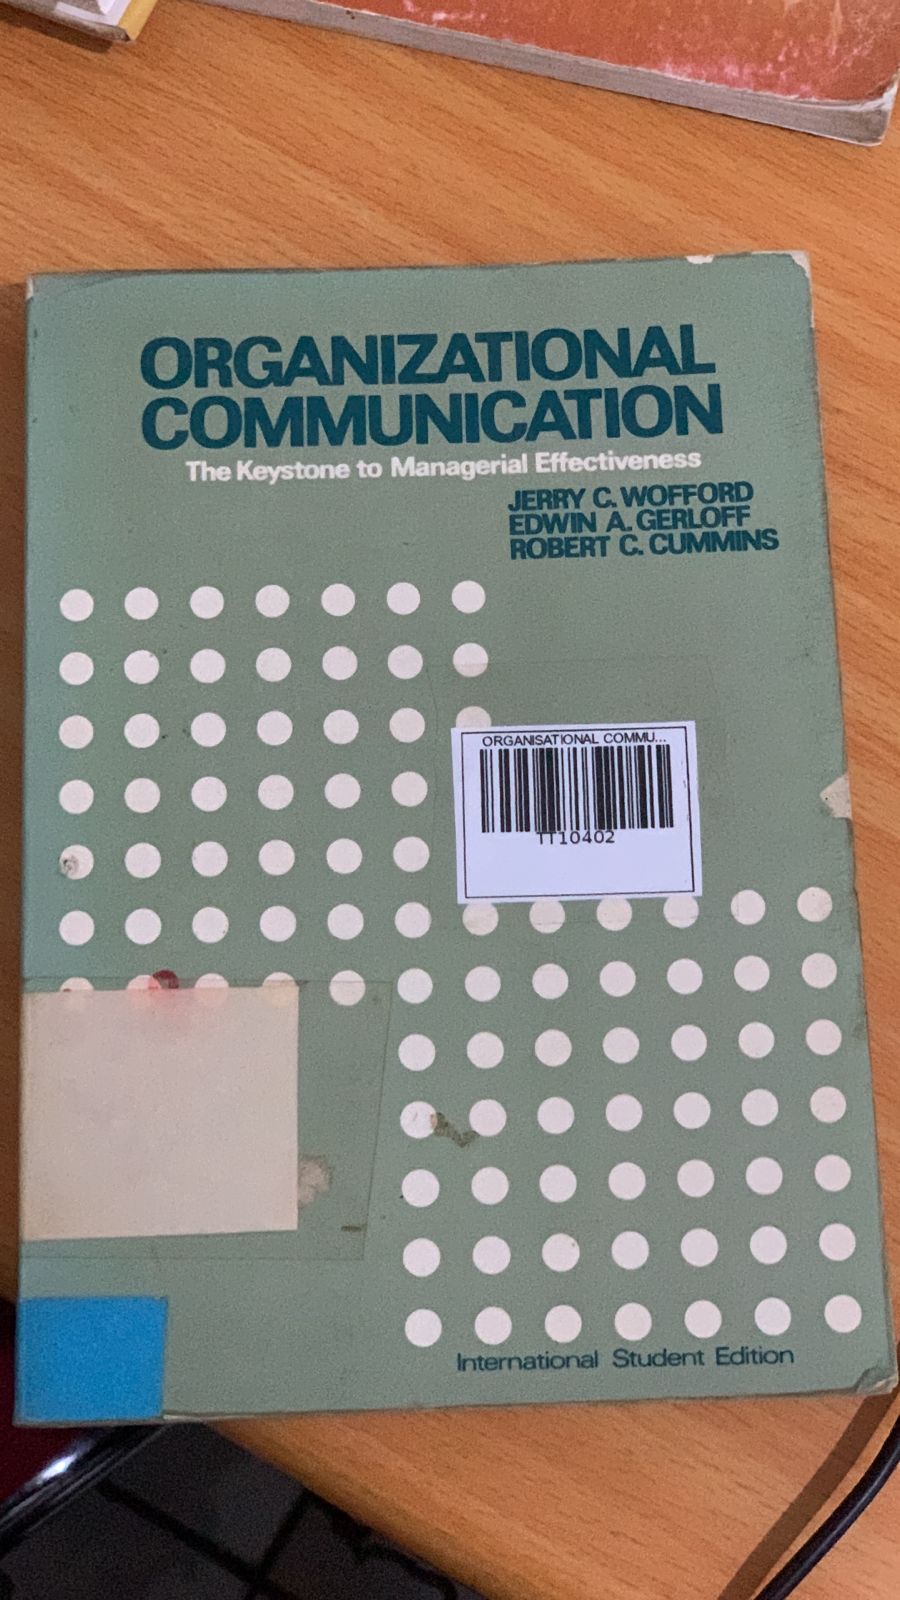 ORGANIZATIONAL
COMMUNICATION
The Keystone to Managerial Effectiveness
JERRY C. WOFFORD
EDWIN A. GERLOFF
ROBERT C. CUMMINS
ORGANISATIONAL COMMU...
TT10402
International Student Edition